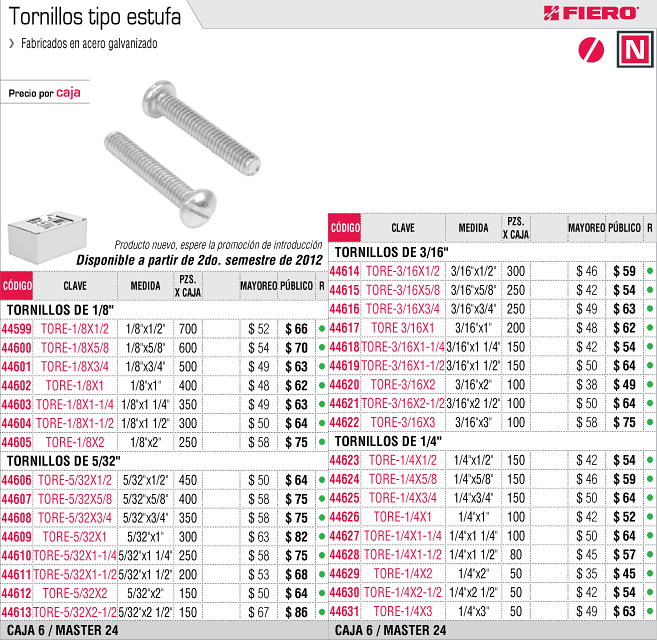 Tornillos tipo estufa
FIERO®
❯ Fabricados en acero galvanizado
N
Precio por caja
Producto nuevo, espere la promoción de introducción
Disponible a partir de 2do. semestre de 2012
CÓDIGO CLAVE MEDIDA PZS. X CAJA MAYOREO PÚBLICO R
TORNILLOS DE 1/8"
44599 TORE-1/8X1/2 1/8"x1/2" 700 $ 52 $ 66
44600 TORE-1/8X5/8 1/8"x5/8" 600 $ 54 $ 70
44601 TORE-1/8X3/4 1/8"x3/4" 500 $ 49 $ 63
44602 TORE-1/8X1 1/8"x1" 400 $ 48 $ 62
44603 TORE-1/8X1-1/4 1/8"x1 1/4" 350 $ 49 $ 63
44604 TORE-1/8X1-1/2 1/8"x1 1/2" 300 $ 50 $ 64
44605 TORE-1/8X2 1/8"x2" 250 $ 58 $ 75
TORNILLOS DE 5/32"
44606 TORE-5/32X1/2 5/32"x1/2" 450 $ 50 $ 64
44607 TORE-5/32X5/8 5/32"x5/8" 400 $ 58 $ 75
44608 TORE-5/32X3/4 5/32"x3/4" 350 $ 58 $ 75
44609 TORE-5/32X1 5/32"x1" 300 $ 63 $ 82
44610 TORE-5/32X1-1/4 5/32"x1 1/4" 250 $ 58 $ 75
44611 TORE-5/32X1-1/2 5/32"x1 1/2" 200 $ 53 $ 68
44612 TORE-5/32X2 5/32"x2" 150 $ 50 $ 64
44613 TORE-5/32X2-1/2 5/32"x2 1/2" 150 $ 67 $ 86
CAJA 6 / MASTER 24
CÓDIGO CLAVE MEDIDA PZS. X CAJA MAYOREO PÚBLICO R
TORNILLOS DE 3/16"
44614 TORE-3/16X1/2 3/16"x1/2" 300 $ 46 $ 59
44615 TORE-3/16X5/8 3/16"x5/8" 250 $ 42 $ 54
44616 TORE-3/16X3/4 3/16"x3/4" 250 $ 49 $ 63
44617 TORE 3/16X1 3/16"x1" 200 $ 48 $ 62
44618 TORE-3/16X1-1/4 3/16"x1 1/4" 150 $ 42 $ 54
44619 TORE-3/16X1-1/2 3/16"x1 1/2" 150 $ 50 $ 64
44620 TORE-3/16X2 3/16"x2" 100 $ 38 $ 49
44621 TORE-3/16X2-1/2 3/16"x2 1/2" 100 $ 50 $ 64
44622 TORE-3/16X3 3/16"x3" 100 $ 58 $ 75
TORNILLOS DE 1/4"
44623 TORE-1/4X1/2 1/4"x1/2" 150 $ 42 $ 54
44624 TORE-1/4X5/8 1/4"x5/8" 150 $ 46 $ 59
44625 TORE-1/4X3/4 1/4"x3/4" 150 $ 50 $ 64
44626 TORE-1/4X1 1/4"x1" 100 $ 42 $ 52
44627 TORE-1/4X1-1/4 1/4"x1 1/4" 100 $ 50 $ 64
44628 TORE-1/4X1-1/2 1/4"x1 1/2" 80 $ 45 $ 57
44629 TORE-1/4X2 1/4"x2" 50 $ 35 $ 45
44630 TORE-1/4X2-1/2 1/4"x2 1/2" 50 $ 42 $ 54
44631 TORE-1/4X3 1/4"x3" 50 $ 49 $ 63
CAJA 6 / MASTER 24